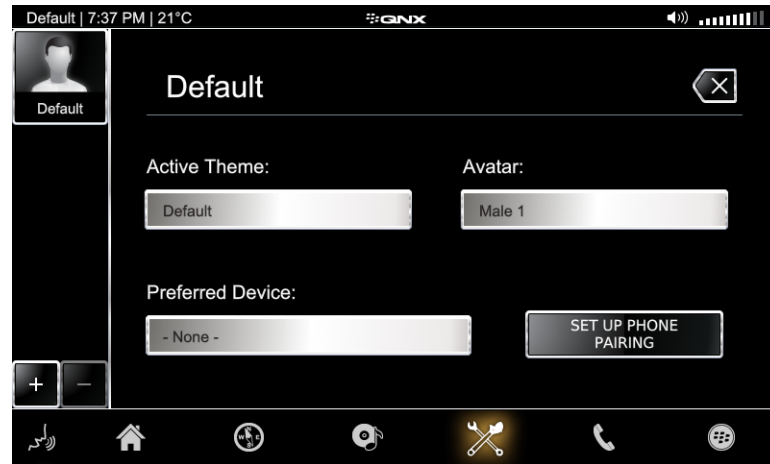 Default | 7:37 PM | 21°C
QNX
Default
Default
Active Theme:
Avatar:
Default
Male 1
Preferred Device:
- None -
SET UP PHONE
PAIRING
+
−
W E
S